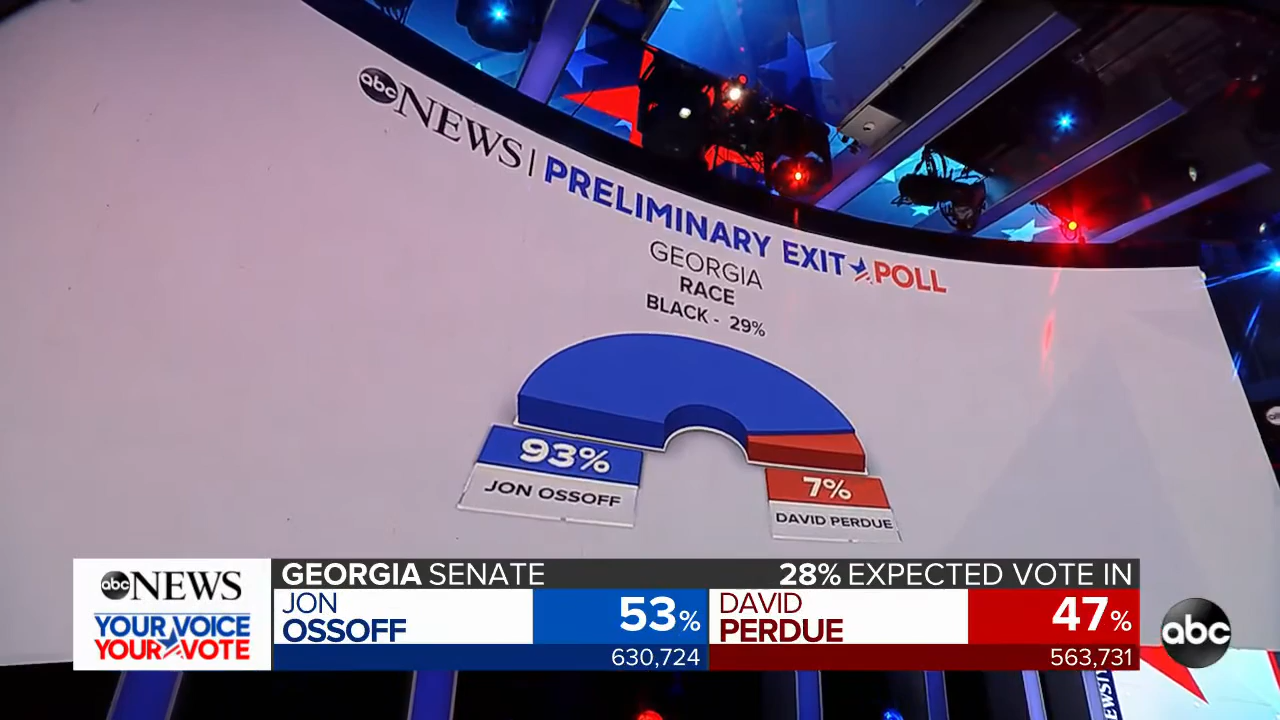 abc NEWS | PRELIMINARY EXIT POLL
GEORGIA
RACE
BLACK - 29%
93%
JON OSSOFF
7%
DAVID PERDUE
abc NEWS
YOUR VOICE
YOUR VOTE
GEORGIA SENATE
28% EXPECTED VOTE IN
JON
OSSOFF
53%
630,724
DAVID
PERDUE
47%
563,731
abc